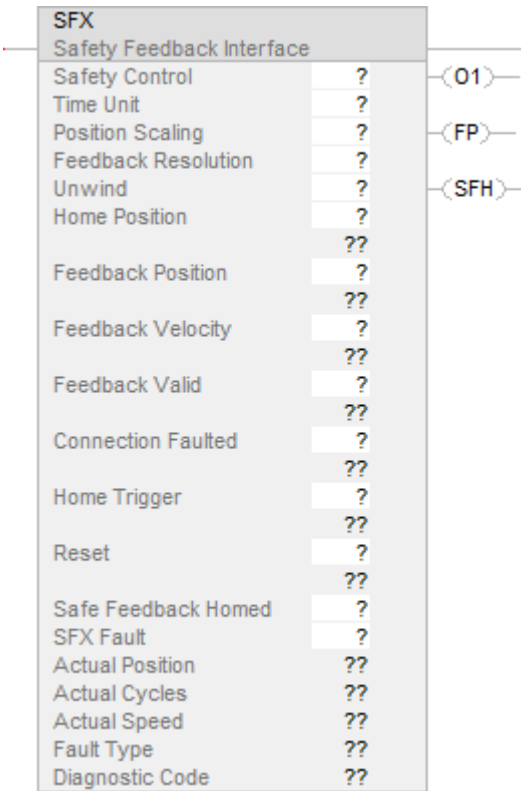 SFX
Safety Feedback Interface
Safety Control ? (O1)
Time Unit ?
Position Scaling ? (FP)
Feedback Resolution ?
Unwind ? (SFH)
Home Position ?
??
Feedback Position ?
??
Feedback Velocity ?
??
Feedback Valid ?
??
Connection Faulted ?
??
Home Trigger ?
??
Reset ?
??
Safe Feedback Homed ?
SFX Fault ?
Actual Position ??
Actual Cycles ??
Actual Speed ??
Fault Type ??
Diagnostic Code ??